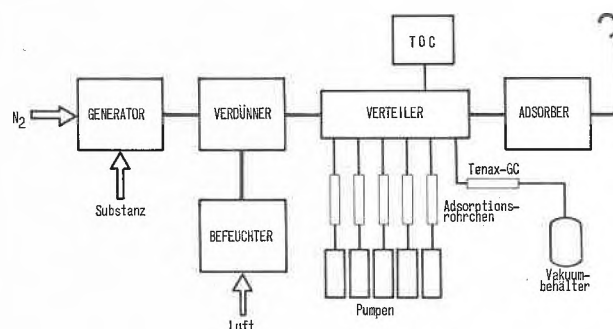 TOC
N2
GENERATOR
VERDÜNNER
VERTEILER
ADSORBER
Substanz
BEFEUCHTER
Luft
Tenax-GC
Adsorptions-
rohrchen
Pumpen
Vakuum-
behälter